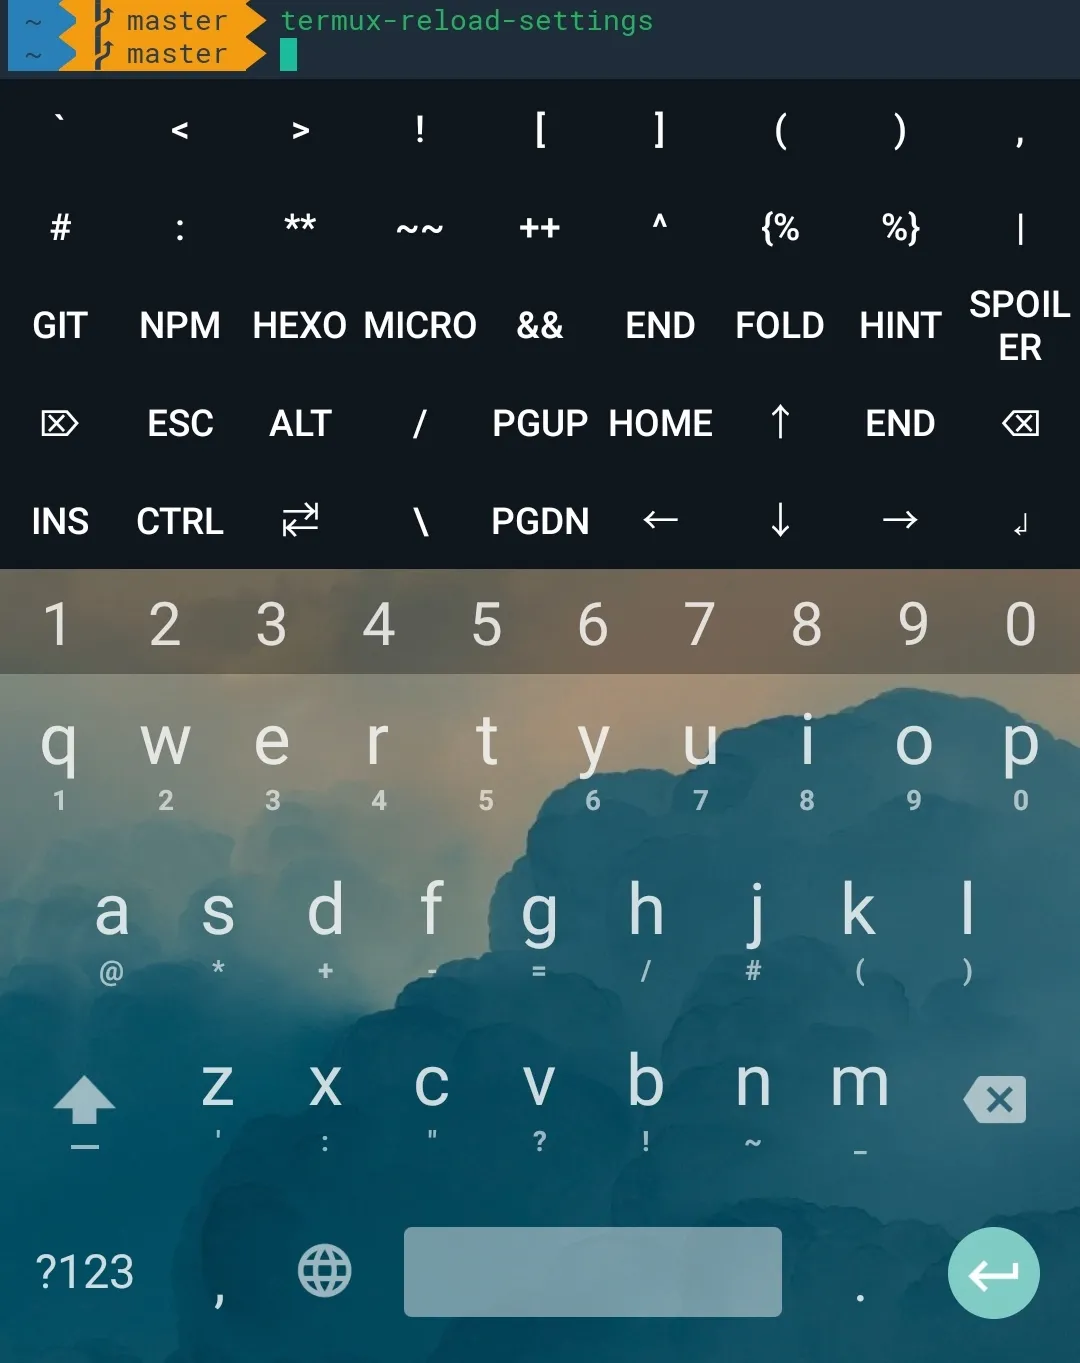 ~ master termux-reload-settings
~ master
` < > ! [ ] ( ) ,
# : ** ~~ ++ ^ {% %} |
GIT NPM HEXO MICRO && END FOLD HINT SPOILER
⌦ ESC ALT / PGUP HOME ↑ END ⌫
INS CTRL ⇄ \ PGDN ← ↓ → ↲
1 2 3 4 5 6 7 8 9 0
q w e r t y u i o p
1 2 3 4 5 6 7 8 9 0
a s d f g h j k l
@ * + - = / # ( )
z x c v b n m
' : " ? ! ~ _
?123 , .